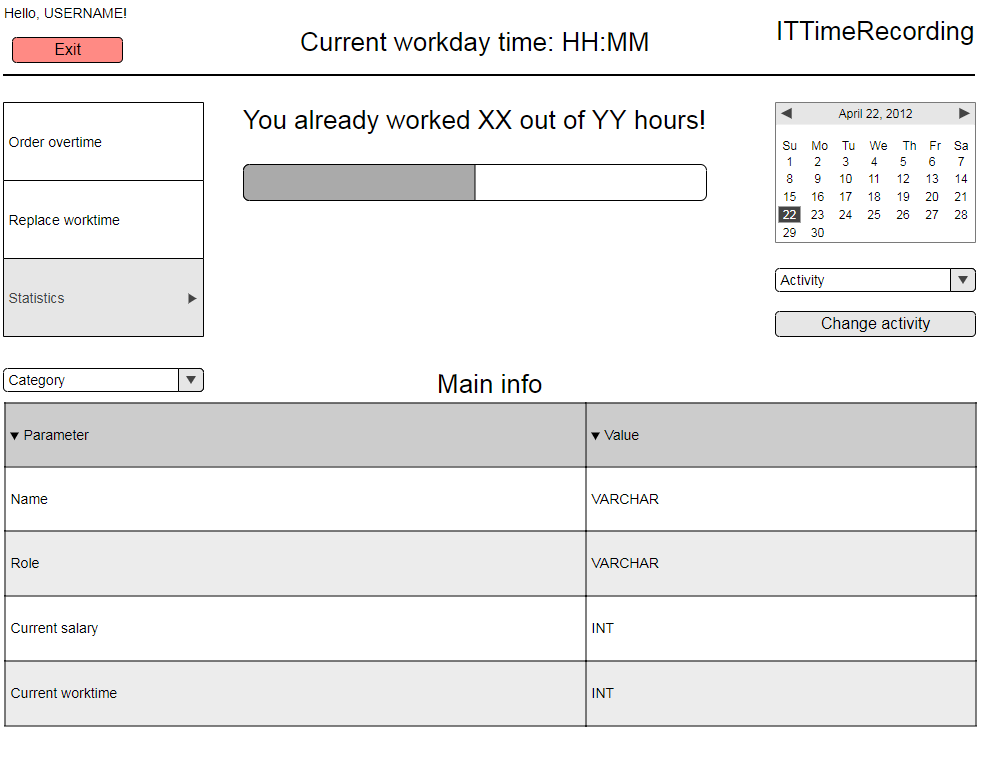 Hello, USERNAME!
Exit
Current workday time: HH:MM
ITTimeRecording
Order overtime
Replace worktime
Statistics
You already worked XX out of YY hours!
April 22, 2012
Su Mo Tu We Th Fr Sa
1 2 3 4 5 6 7
8 9 10 11 12 13 14
15 16 17 18 19 20 21
22 23 24 25 26 27 28
29 30
Activity
Change activity
Category
Main info
Parameter Value
Name VARCHAR
Role VARCHAR
Current salary INT
Current worktime INT